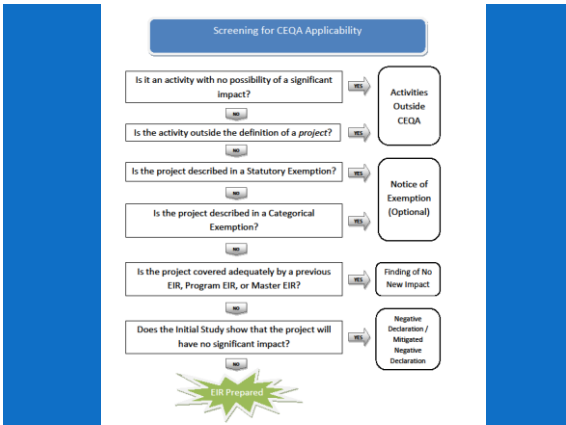 Screening for CEQA Applicability
Is it an activity with no possibility of a significant
impact?
YES
Activities
Outside
CEQA
NO
Is the activity outside the definition of a project?
YES
NO
Is the project described in a Statutory Exemption?
YES
Notice of
Exemption
(Optional)
NO
Is the project described in a Categorical
Exemption?
YES
NO
Is the project covered adequately by a previous
EIR, Program EIR, or Master EIR?
YES
Finding of No
New Impact
NO
Does the Initial Study show that the project will
have no significant impact?
YES
Negative
Declaration /
Mitigated
Negative
Declaration
NO
EIR Prepared